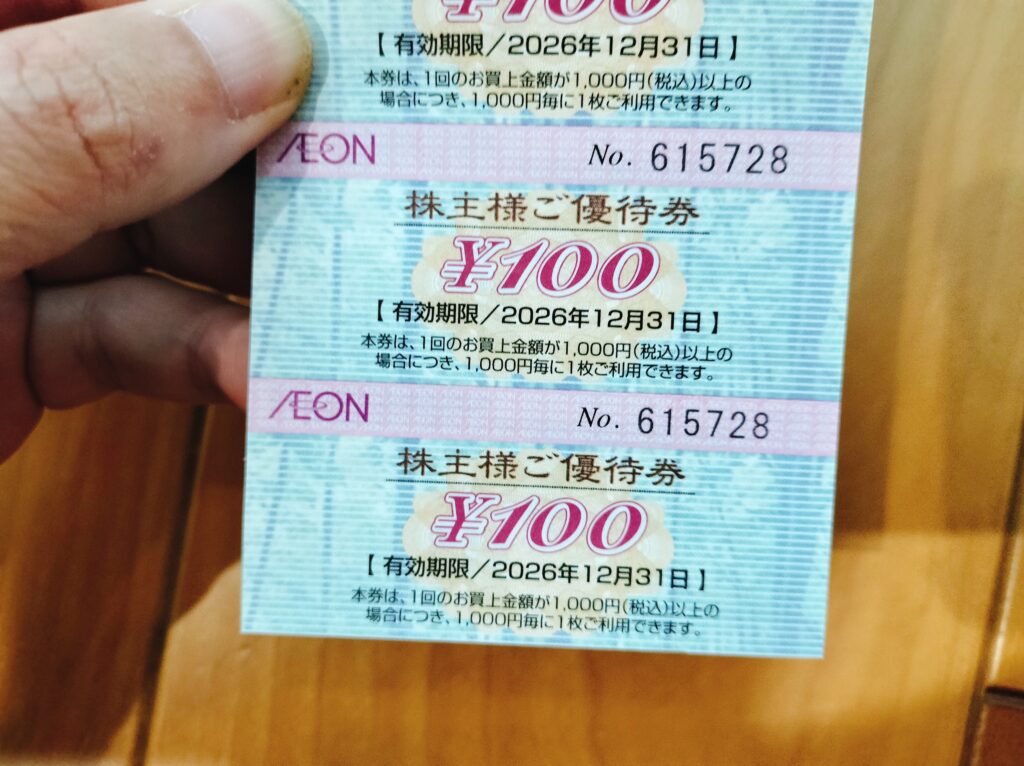 ¥100
【有効期限／2026年12月31日】
本券は、1回のお買上金額が1,000円(税込)以上の
場合につき、1,000円毎に1枚ご利用できます。
ÆON No. 615728
株主様ご優待券
¥100
【有効期限／2026年12月31日】
本券は、1回のお買上金額が1,000円(税込)以上の
場合につき、1,000円毎に1枚ご利用できます。
ÆON No. 615728
株主様ご優待券
¥100
【有効期限／2026年12月31日】
本券は、1回のお買上金額が1,000円(税込)以上の
場合につき、1,000円毎に1枚ご利用できます。